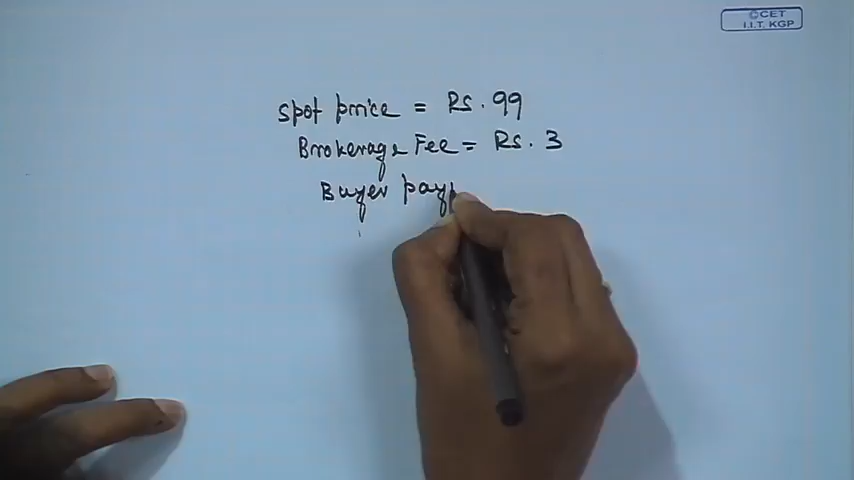 ©CET
I.I.T. KGP
Spot price = Rs. 99
Brokerage Fee = Rs. 3
Buyer pay